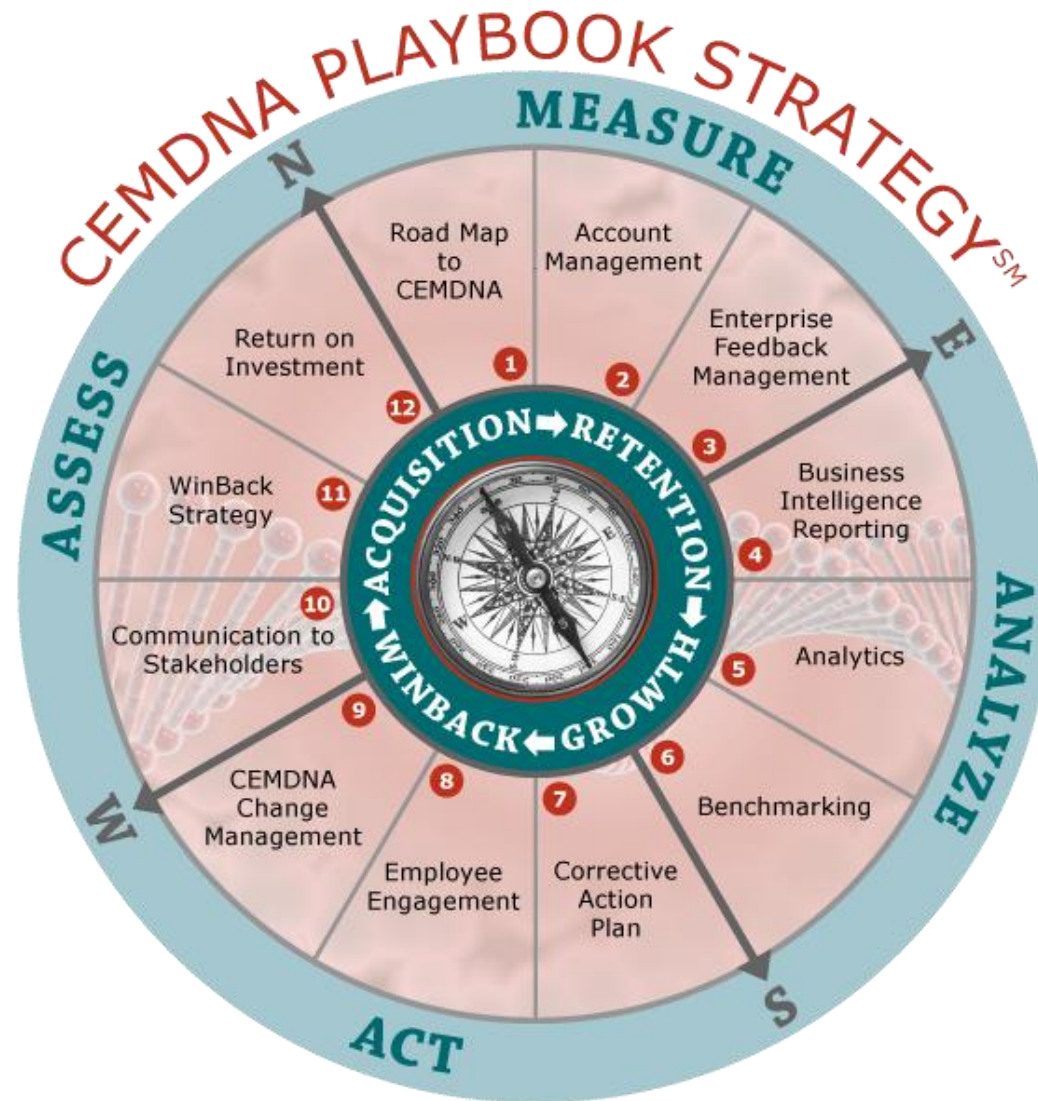 CEMDNA PLAYBOOK STRATEGY℠
MEASURE
ANALYZE
ACT
ASSESS
N
E
S
W
Road Map
to
CEMDNA
1
Account
Management
2
Enterprise
Feedback
Management
3
Business
Intelligence
Reporting
4
Analytics
5
Benchmarking
6
Corrective
Action
Plan
7
Employee
Engagement
8
CEMDNA
Change
Management
9
Communication to
Stakeholders
10
WinBack
Strategy
11
Return on
Investment
12
ACQUISITION
RETENTION
GROWTH
WINBACK